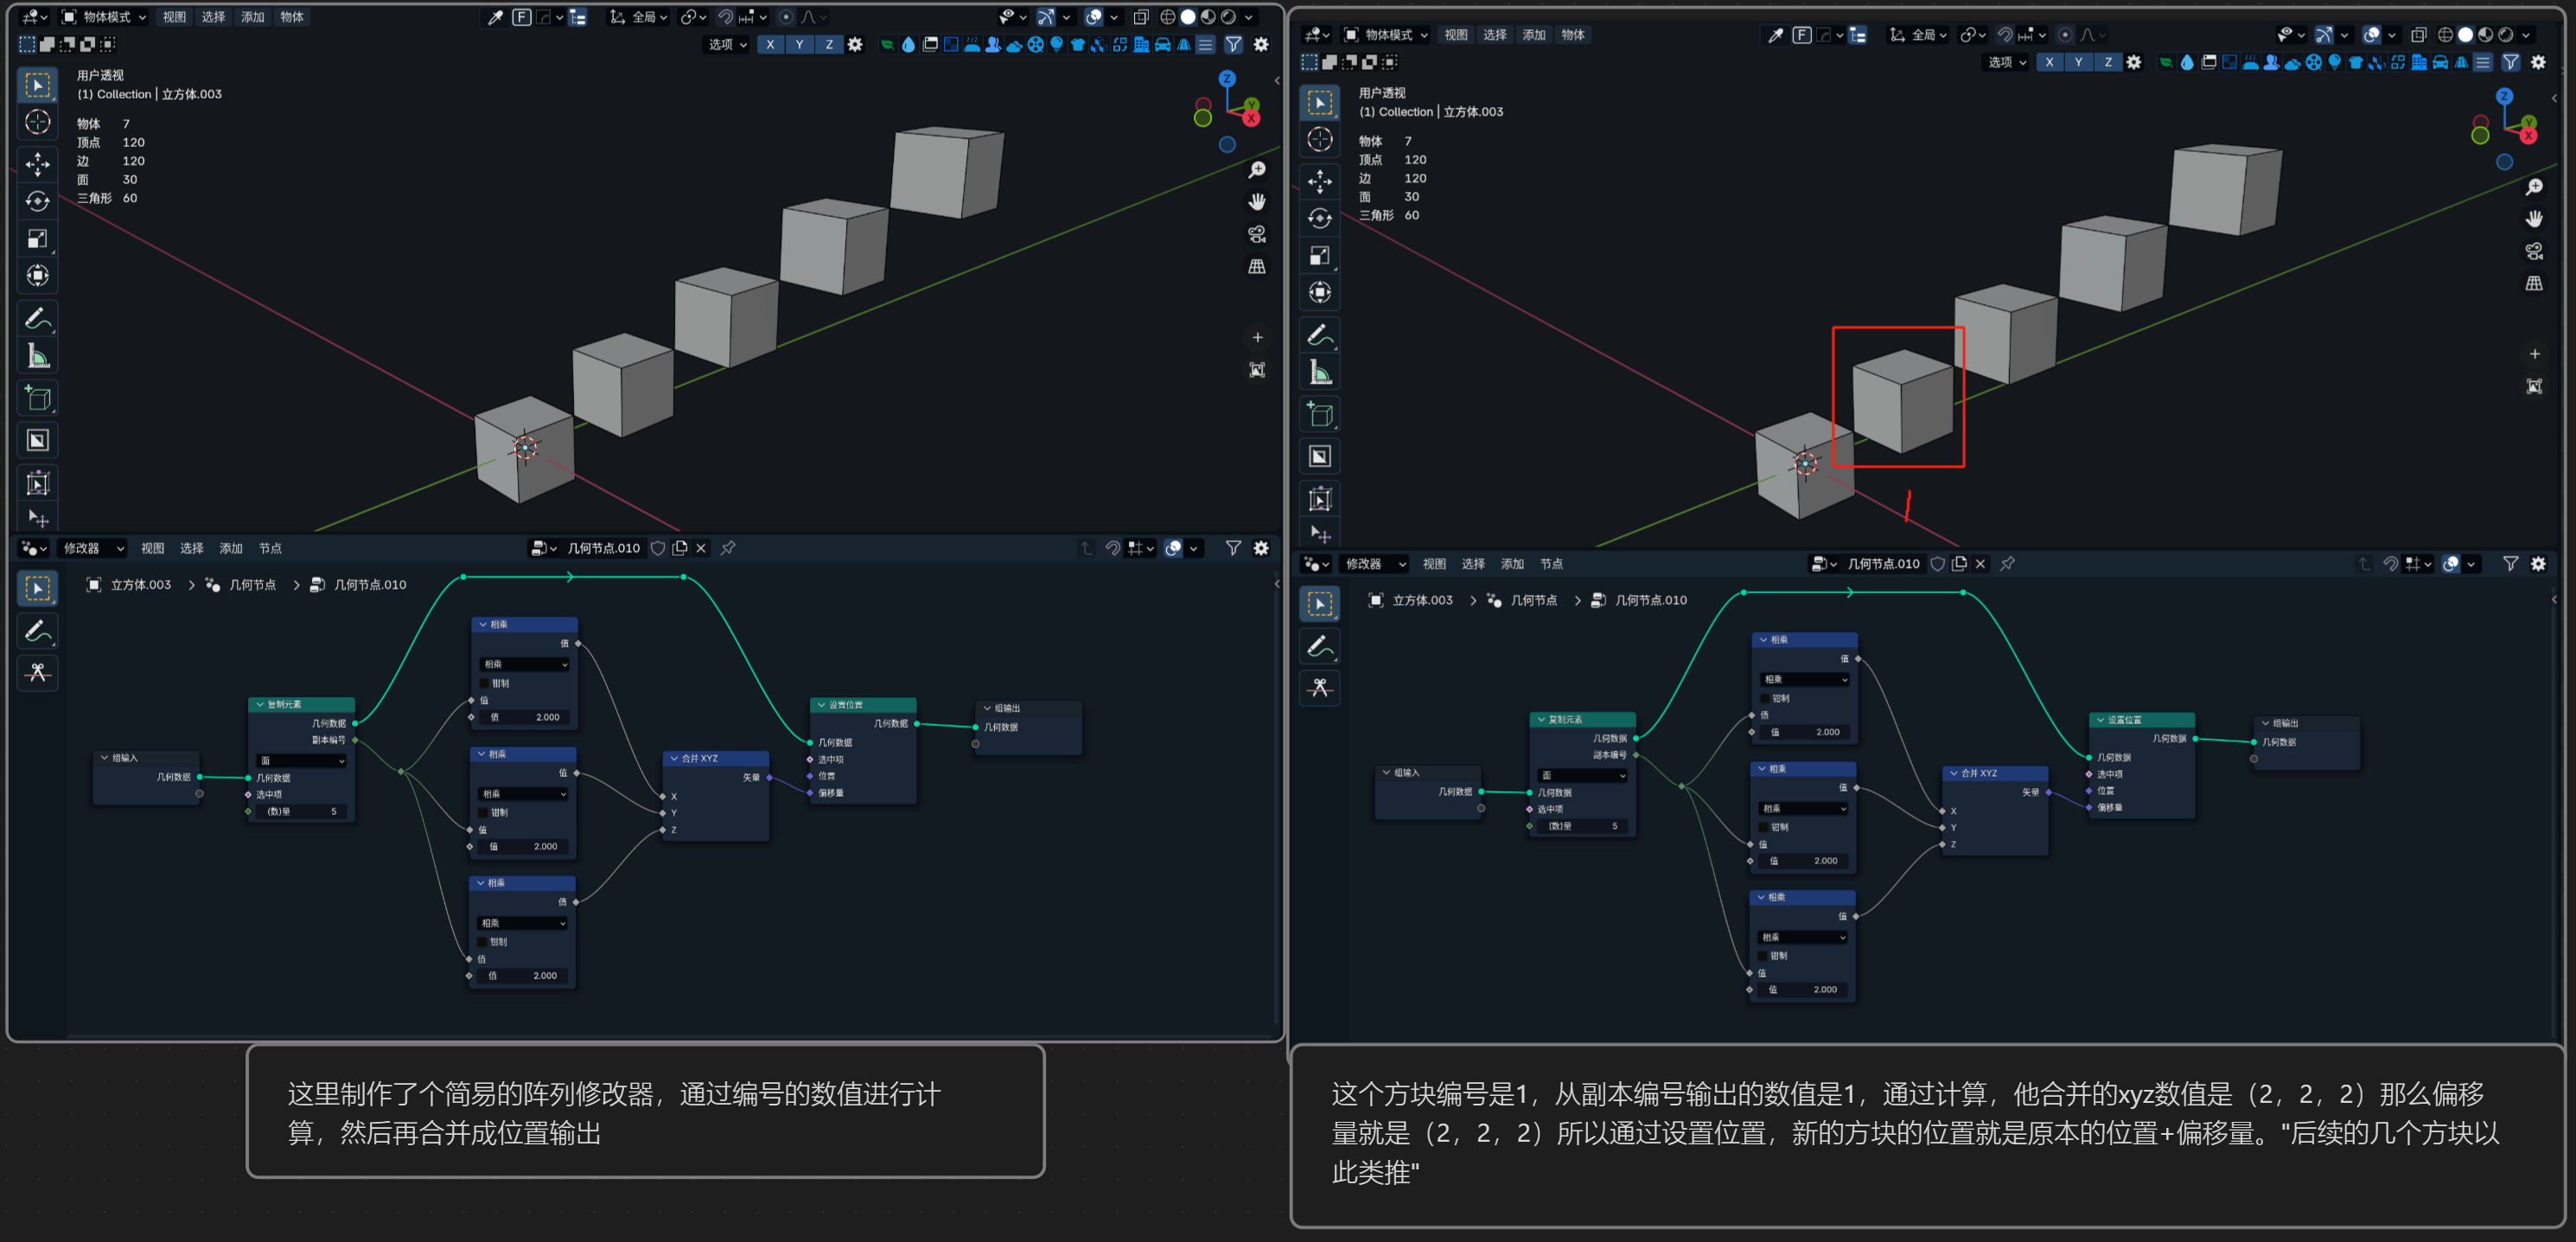 物体模式 视图 选择 添加 物体
全局
选项 X Y Z
用户透视
(1) Collection | 立方体.003
物体 7
顶点 120
边 120
面 30
三角形 60
Z
Y
X
修改器 视图 选择 添加 节点
几何节点.010
立方体.003 > 几何节点 > 几何节点.010
组输入
几何数据
复制元素
几何数据
副本编号
面
几何数据
选中项
(数)量 5
相乘
值
相乘
钳制
值
值 2.000
相乘
值
相乘
钳制
值
值 2.000
相乘
值
相乘
钳制
值
值 2.000
合并 XYZ
矢量
X
Y
Z
设置位置
几何数据
几何数据
选中项
位置
偏移量
组输出
几何数据
这里制作了个简易的阵列修改器，通过编号的数值进行计
算，然后再合并成位置输出
物体模式 视图 选择 添加 物体
全局
选项 X Y Z
用户透视
(1) Collection | 立方体.003
物体 7
顶点 120
边 120
面 30
三角形 60
Z
Y
X
1
修改器 视图 选择 添加 节点
几何节点.010
立方体.003 > 几何节点 > 几何节点.010
组输入
几何数据
复制元素
几何数据
副本编号
面
几何数据
选中项
(数)量 5
相乘
值
相乘
钳制
值
值 2.000
相乘
值
相乘
钳制
值
值 2.000
相乘
值
相乘
钳制
值
值 2.000
合并 XYZ
矢量
X
Y
Z
设置位置
几何数据
几何数据
选中项
位置
偏移量
组输出
几何数据
这个方块编号是1，从副本编号输出的数值是1，通过计算，他合并的xyz数值是（2，2，2）那么偏移
量就是（2，2，2）所以通过设置位置，新的方块的位置就是原本的位置+偏移量。"后续的几个方块以
此类推"